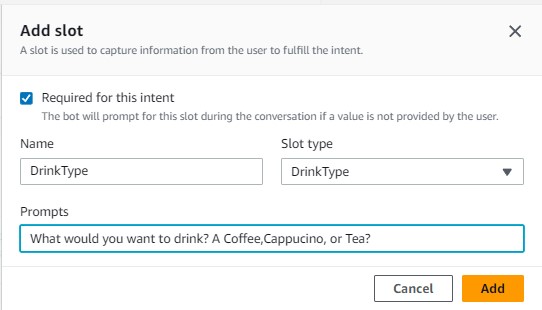 Add slot
A slot is used to capture information from the user to fulfill the intent.
Required for this intent
The bot will prompt for this slot during the conversation if a value is not provided by the user.
Name
Slot type
DrinkType
DrinkType
Prompts
What would you want to drink? A Coffee,Cappucino, or Tea?
Cancel
Add